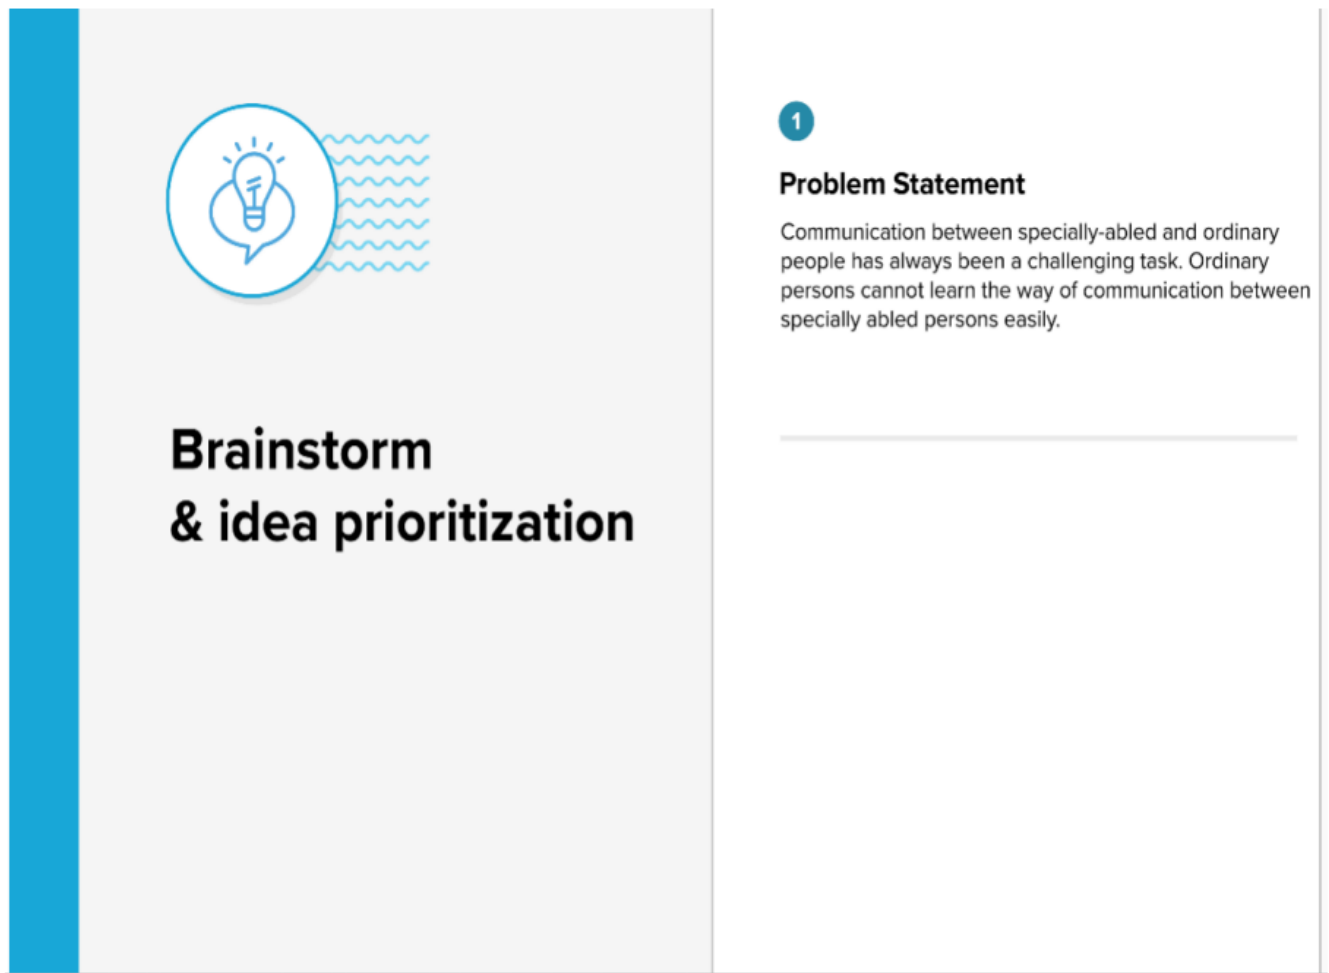 Brainstorm
& idea prioritization
1
Problem Statement
Communication between specially-abled and ordinary
people has always been a challenging task. Ordinary
persons cannot learn the way of communication between
specially abled persons easily.